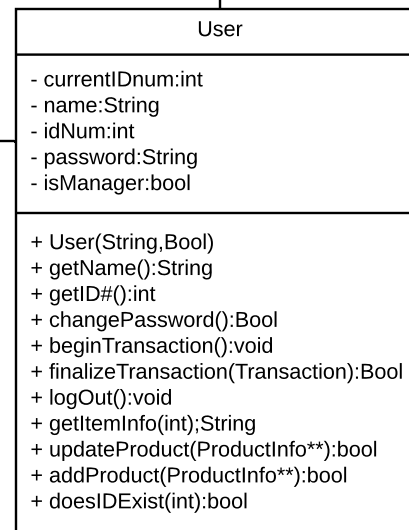 User
- currentIDnum:int
- name:String
- idNum:int
- password:String
- isManager:bool
+ User(String,Bool)
+ getName():String
+ getID#():int
+ changePassword():Bool
+ beginTransaction():void
+ finalizeTransaction(Transaction):Bool
+ logOut():void
+ getItemInfo(int);String
+ updateProduct(ProductInfo**):bool
+ addProduct(ProductInfo**):bool
+ doesIDExist(int):bool